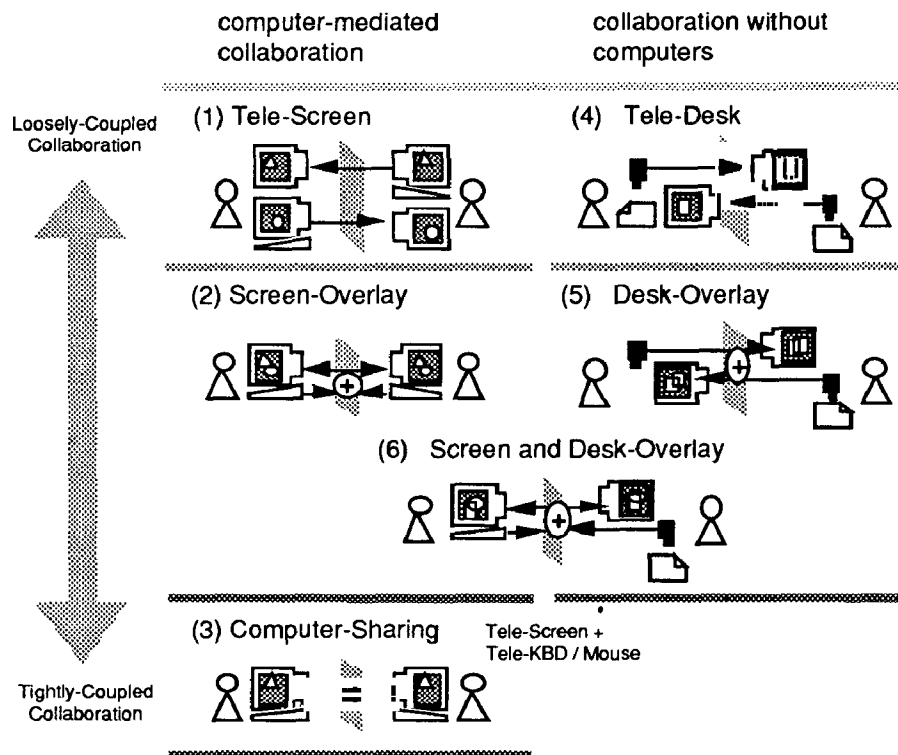 computer-mediated
collaboration
collaboration without
computers
Loosely-Coupled
Collaboration
(1) Tele-Screen
(4) Tele-Desk
(2) Screen-Overlay
(5) Desk-Overlay
(6) Screen and Desk-Overlay
(3) Computer-Sharing
Tele-Screen +
Tele-KBD / Mouse
Tightly-Coupled
Collaboration